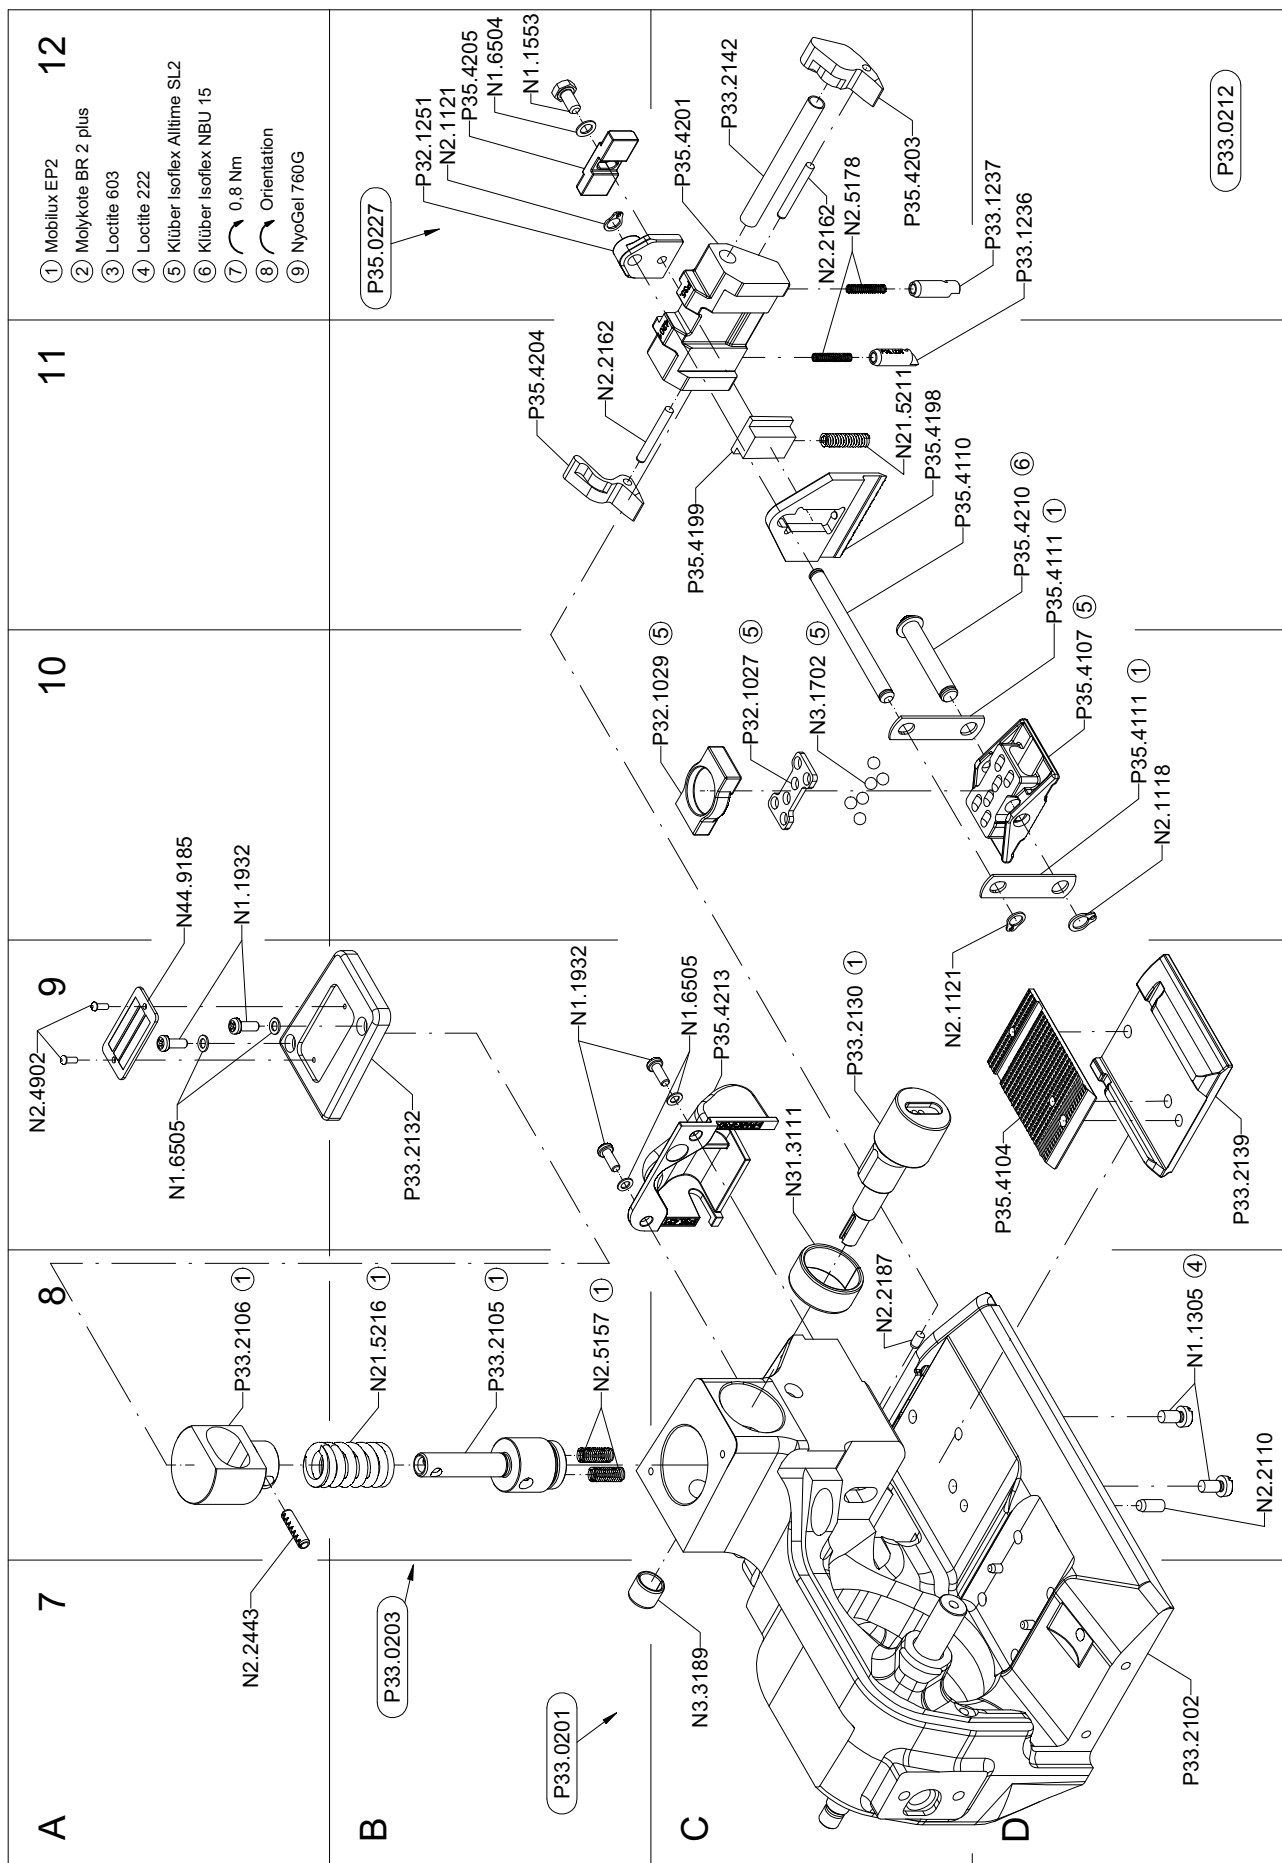 A
B
C
D
7
8
9
10
11
12
1 Mobilux EP2
2 Molykote BR 2 plus
3 Loctite 603
4 Loctite 222
5 Klüber Isoflex Alltime SL2
6 Klüber Isoflex NBU 15
7 0,8 Nm
8 Orientation
9 NyoGel 760G
N2.2443
P33.2106 1
N21.5216 1
P33.2105 1
N2.5157 1
P33.0203
P33.0201
N3.3189
N2.4902
N44.9185
N1.1932
N1.6505
P33.2132
N1.1932
N1.6505
P35.4213
P33.2130 1
N31.3111
N2.2187
N1.1305 4
N2.2110
P33.2102
P35.4104
P33.2139
P32.1029 5
P32.1027 5
N3.1702 5
N2.1121
N2.1118
P35.4111 1
P35.4107 5
P35.4111 1
P35.4210 6
P35.4110
P35.4198
N21.5211
P35.4199
P35.4204
N2.2162
P35.0227
P32.1251
N2.1121
P35.4205
N1.6504
N1.1553
P35.4201
P33.2142
P35.4203
N2.2162
N2.5178
P33.1237
P33.1236
P33.0212